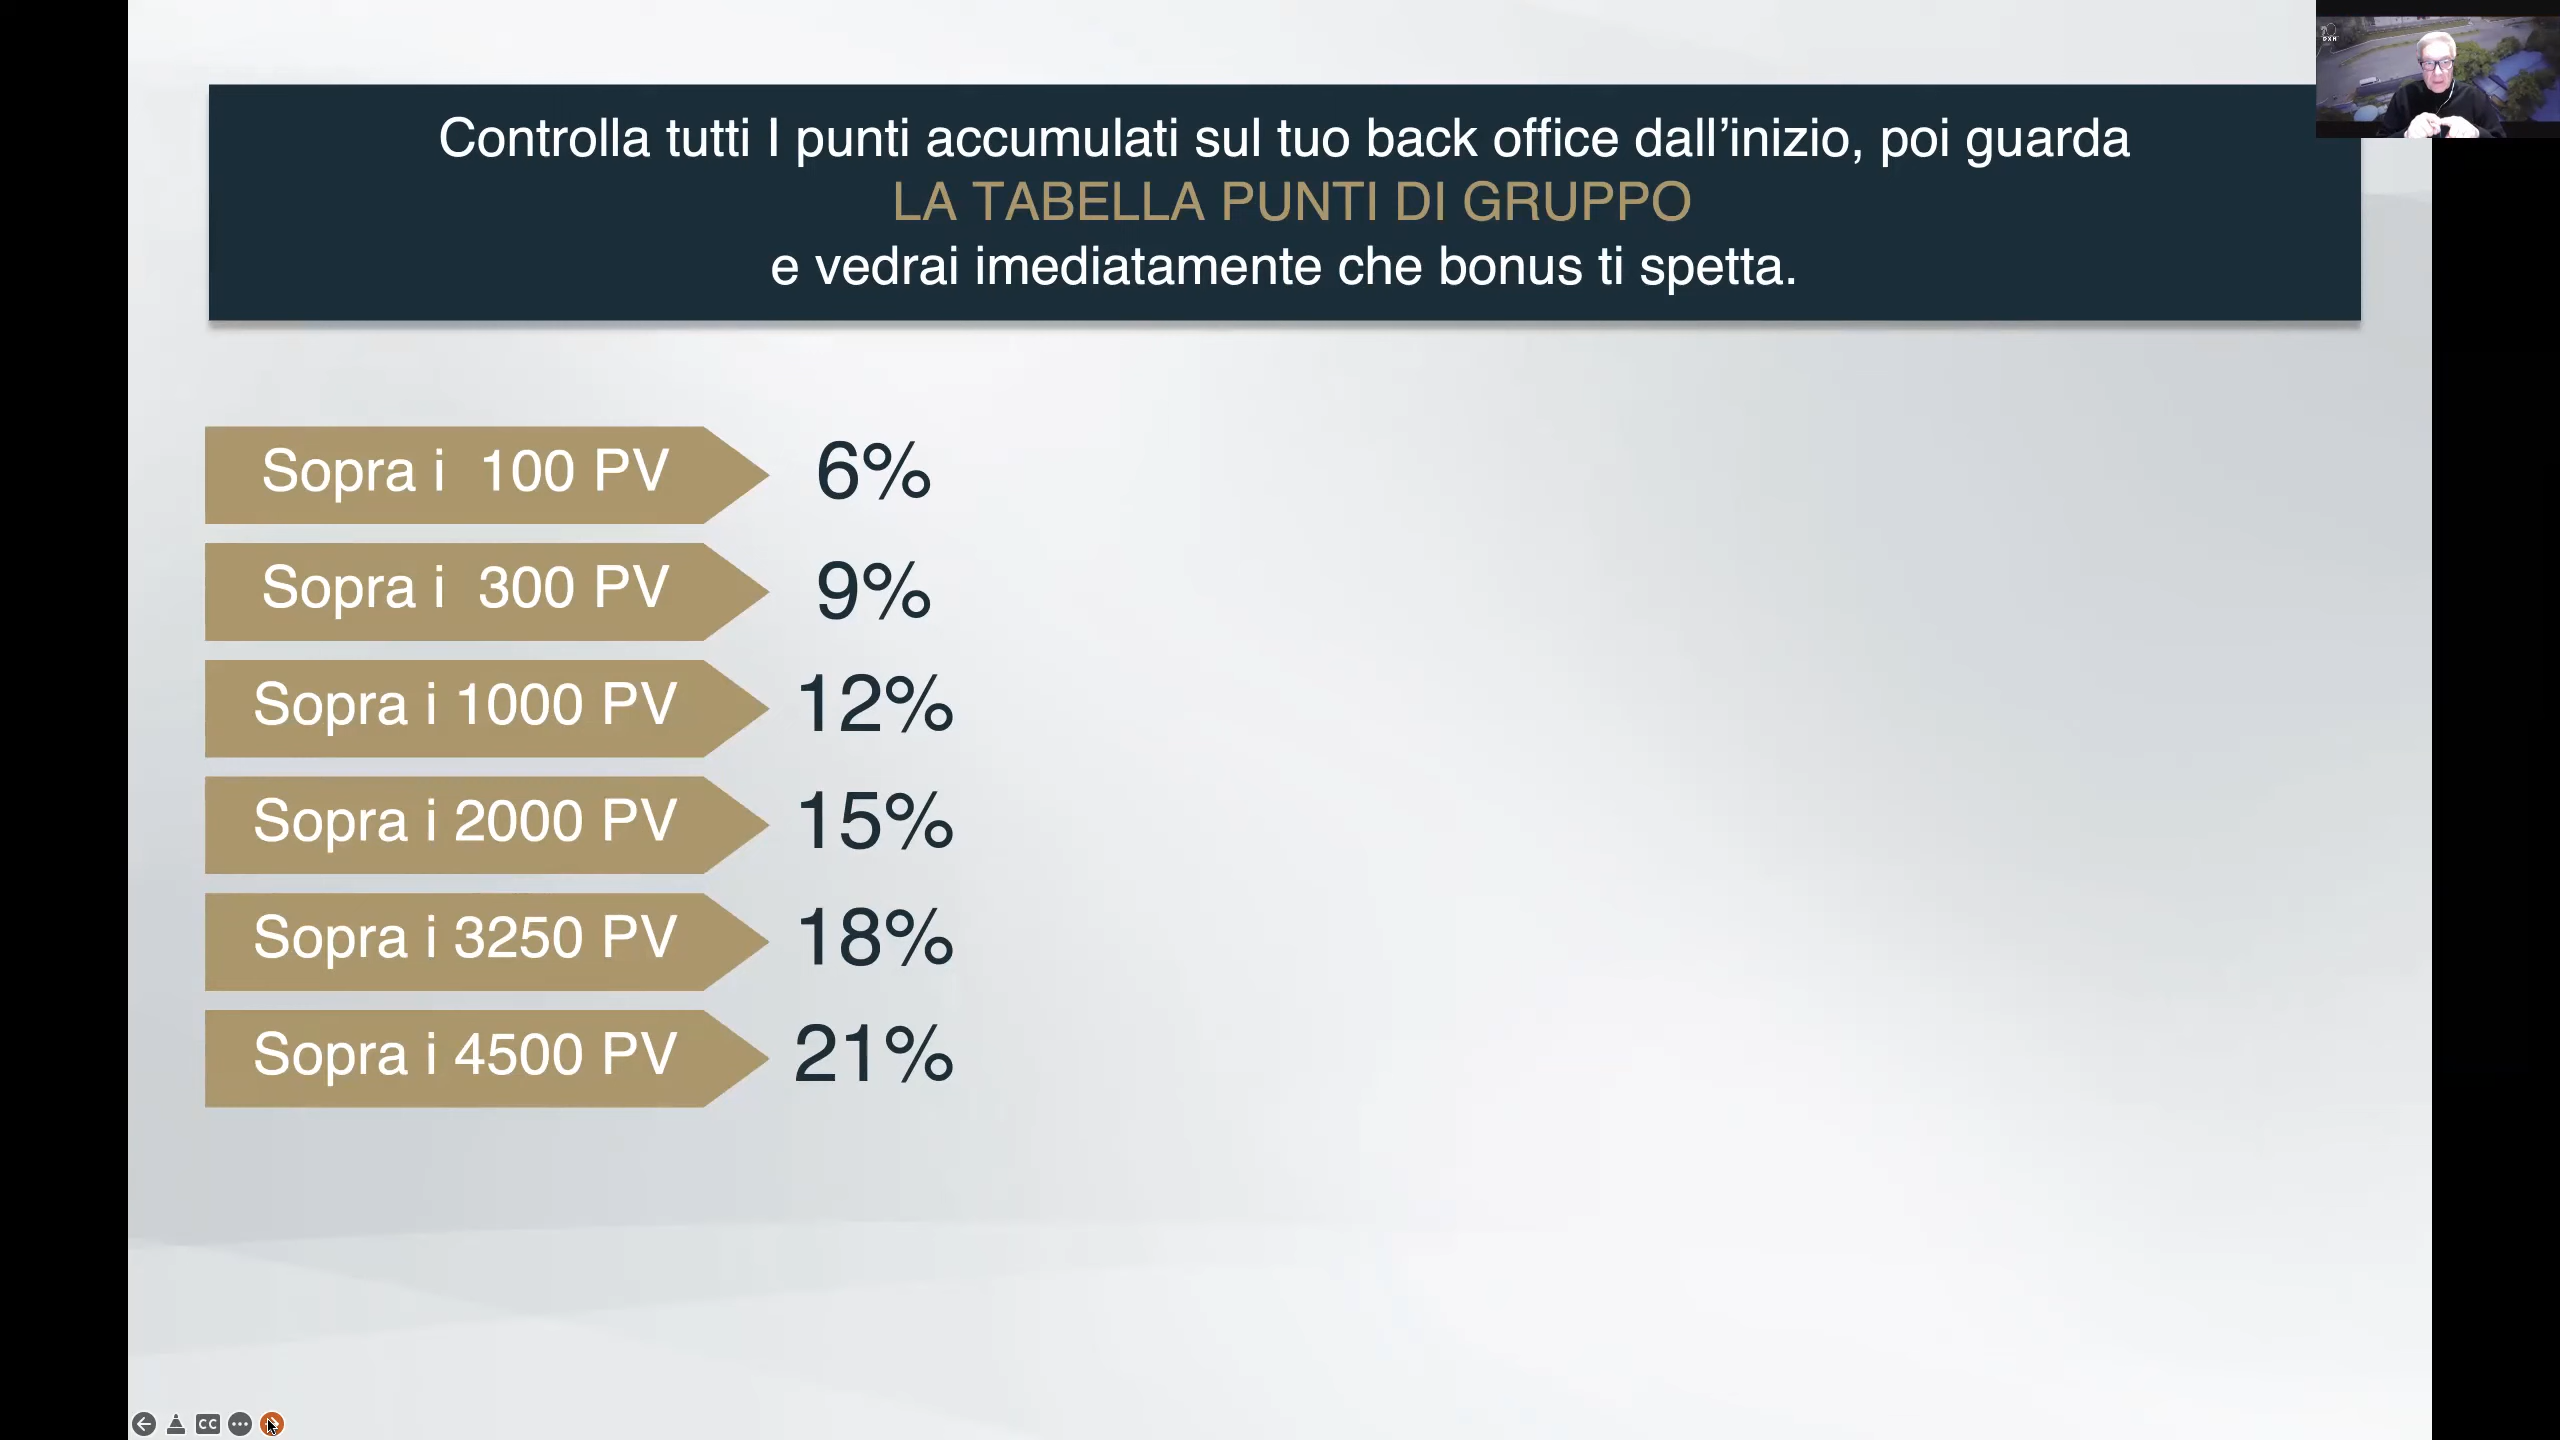 Controlla tutti I punti accumulati sul tuo back office dall’inizio, poi guarda
LA TABELLA PUNTI DI GRUPPO
e vedrai imediatamente che bonus ti spetta.
Sopra i 100 PV 6%
Sopra i 300 PV 9%
Sopra i 1000 PV 12%
Sopra i 2000 PV 15%
Sopra i 3250 PV 18%
Sopra i 4500 PV 21%
CC